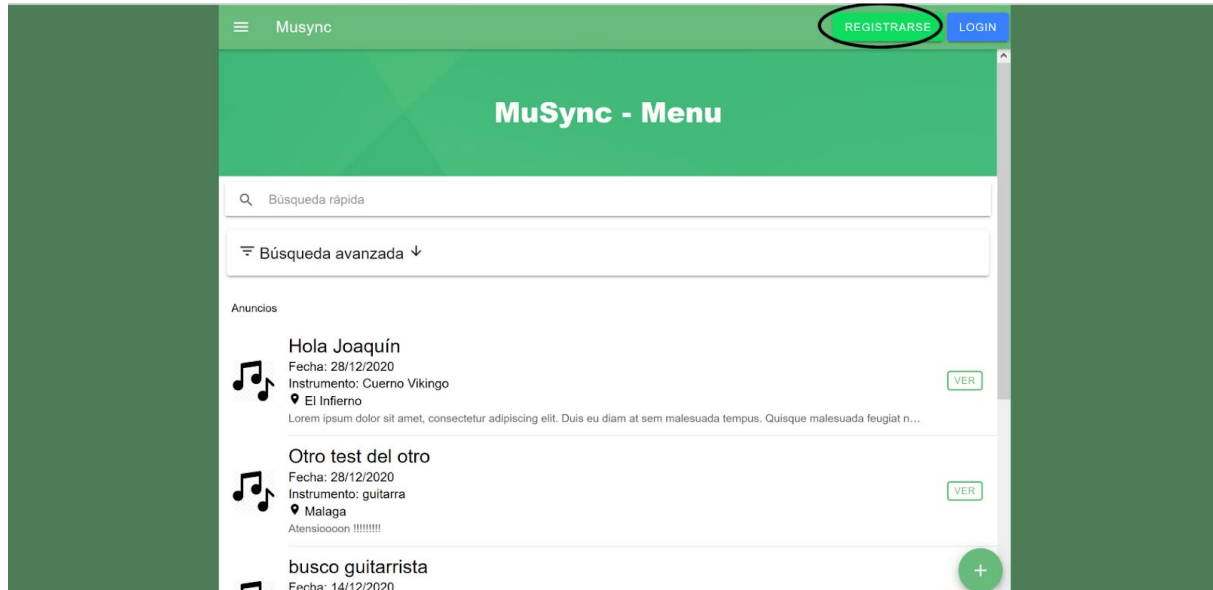 Musync
REGISTRARSE
LOGIN
MuSync - Menu
Búsqueda rápida
Búsqueda avanzada
Anuncios
Hola Joaquín
Fecha: 28/12/2020
Instrumento: Cuerno Vikingo
El Infierno
Lorem ipsum dolor sit amet, consectetur adipiscing elit. Duis eu diam at sem malesuada tempus. Quisque malesuada feugiat n...
VER
Otro test del otro
Fecha: 28/12/2020
Instrumento: guitarra
Malaga
Atensioooon !!!!!!!!!
VER
busco guitarrista
Fecha: 14/12/2020